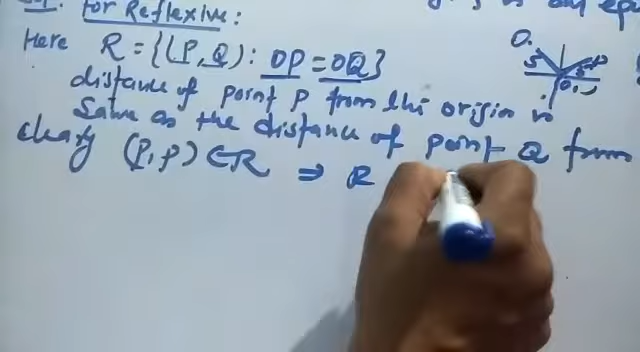 For Reflexive:
Here R = {(P, Q) : OP = OQ}
distance of point P from the origin is
same as the distance of point Q from
clearly (P, P) ∈ R ⇒ R